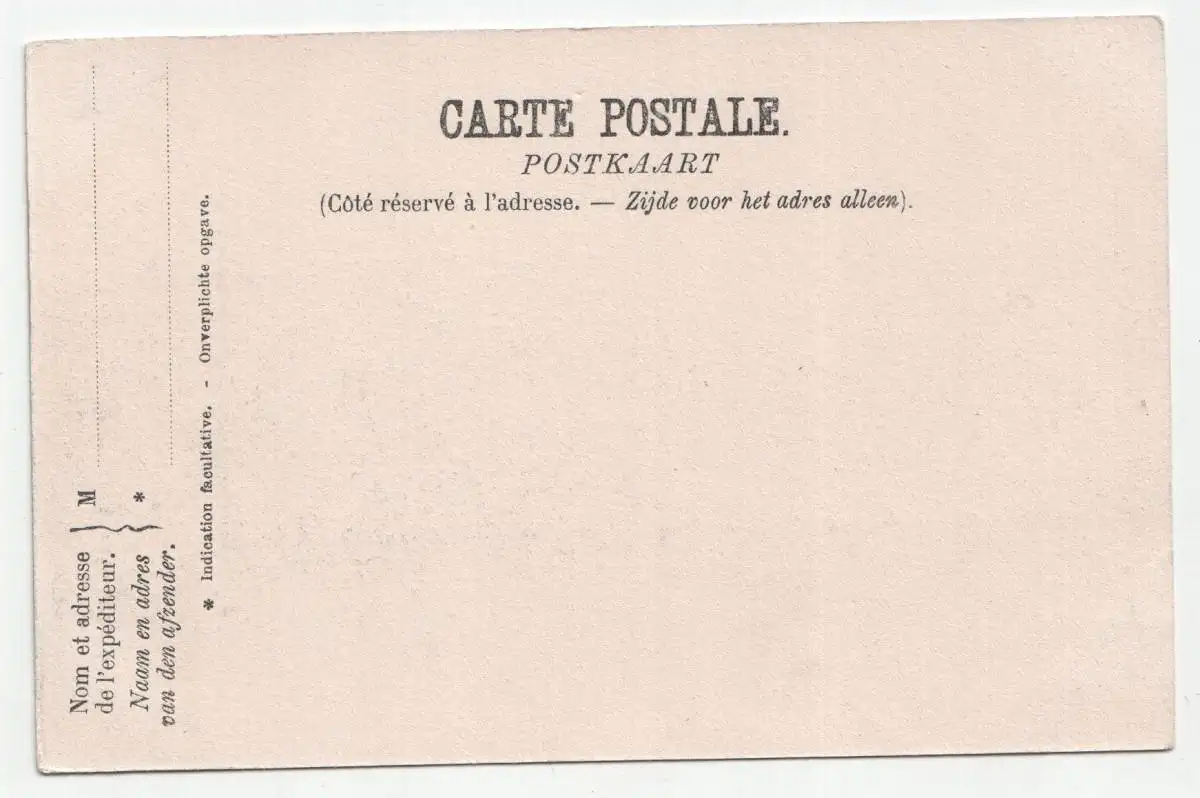 CARTE POSTALE.
POSTKAART
(Côté réservé à l'adresse. — Zijde voor het adres alleen).
Nom et adresse
de l'expéditeur. } M
Naam en adres
van den afzender. } *
* Indication facultative. - Onverplichte opgave.